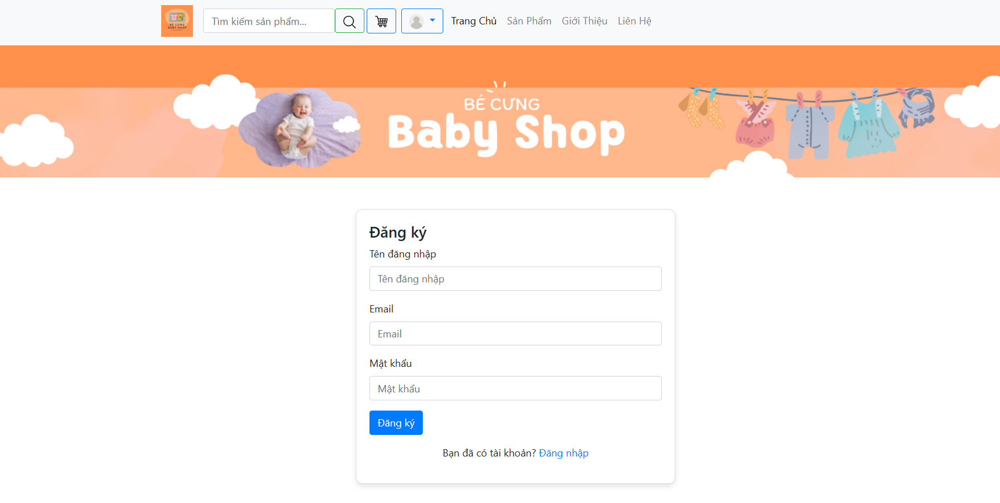 BÉ CƯNG
BABY SHOP
Tìm kiếm sản phẩm...
Trang Chủ
Sản Phẩm
Giới Thiệu
Liên Hệ
BÉ CƯNG
Baby Shop
Đăng ký
Tên đăng nhập
Tên đăng nhập
Email
Email
Mật khẩu
Mật khẩu
Đăng ký
Bạn đã có tài khoản? Đăng nhập